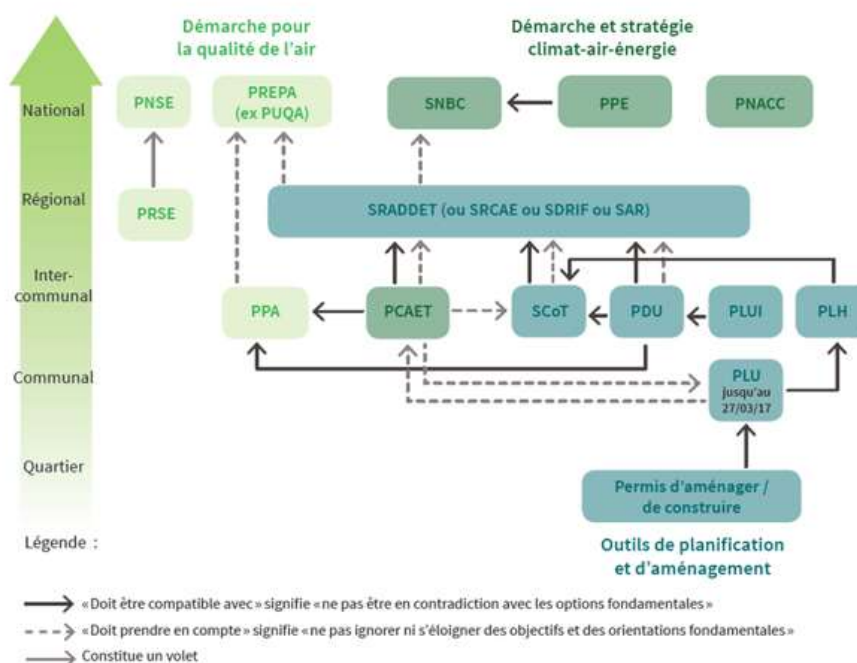 Démarche pour
la qualité de l’air
Démarche et stratégie
climat-air-énergie
National
PNSE
PREPA
(ex PUQA)
SNBC
PPE
PNACC
Régional
PRSE
SRADDET (ou SRCAE ou SDRIF ou SAR)
Inter-
communal
PPA
PCAET
SCoT
PDU
PLUI
PLH
Communal
PLU
jusqu’au
27/03/17
Quartier
Permis d’aménager /
de construire
Légende :
Outils de planification
et d’aménagement
«Doit être compatible avec» signifie «ne pas être en contradiction avec les options fondamentales»
«Doit prendre en compte» signifie «ne pas ignorer ni s’éloigner des objectifs et des orientations fondamentales»
Constitue un volet